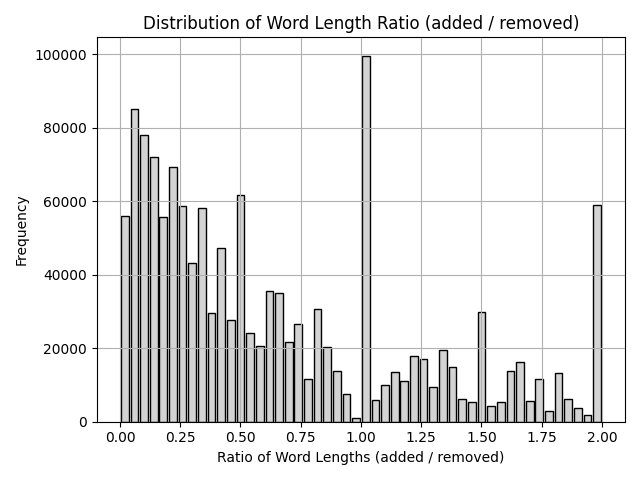 Distribution of Word Length Ratio (added / removed)
100000
80000
60000
40000
20000
0
Frequency
0.00 0.25 0.50 0.75 1.00 1.25 1.50 1.75 2.00
Ratio of Word Lengths (added / removed)